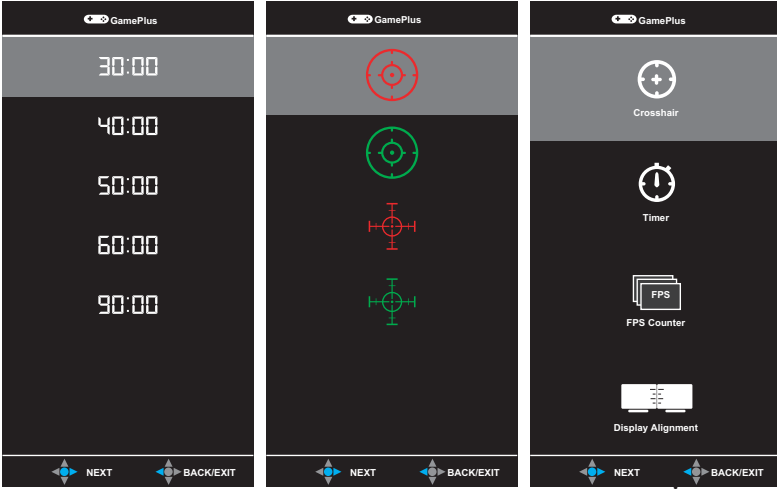 GamePlus
30:00
40:00
50:00
60:00
90:00
NEXT BACK/EXIT
GamePlus
NEXT BACK/EXIT
GamePlus
Crosshair
Timer
FPS
FPS Counter
Display Alignment
NEXT BACK/EXIT